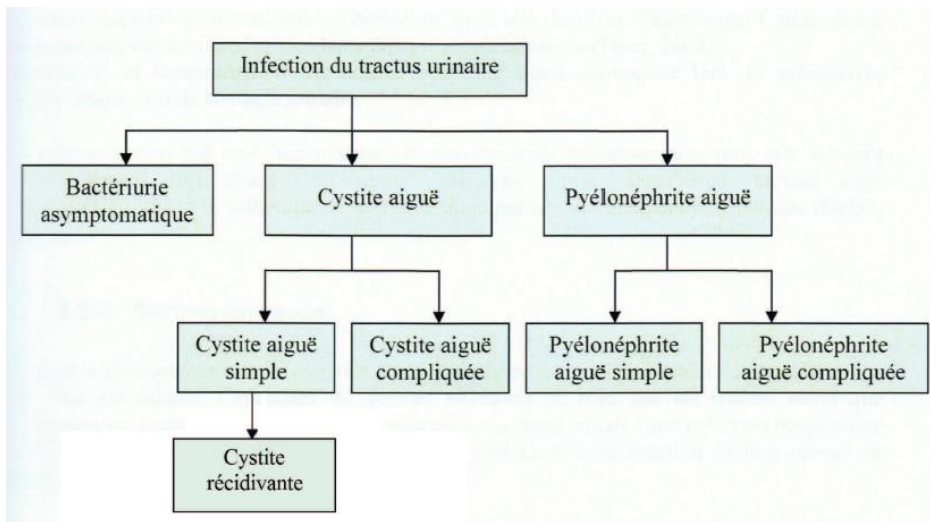 Infection du tractus urinaire
Bactériurie
asymptomatique
Cystite aiguë
Pyélonéphrite aiguë
Cystite aiguë
simple
Cystite aiguë
compliquée
Pyélonéphrite
aiguë simple
Pyélonéphrite
aiguë compliquée
Cystite
récidivante